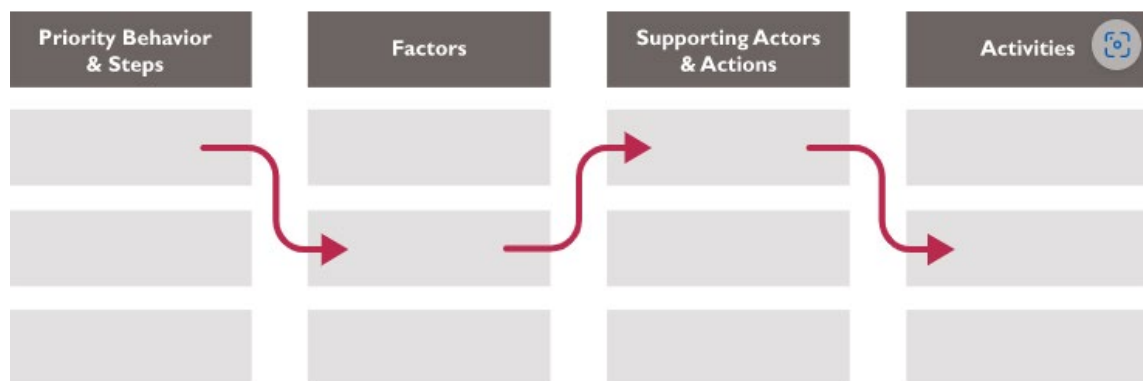 Priority Behavior
& Steps
Factors
Supporting Actors
& Actions
Activities